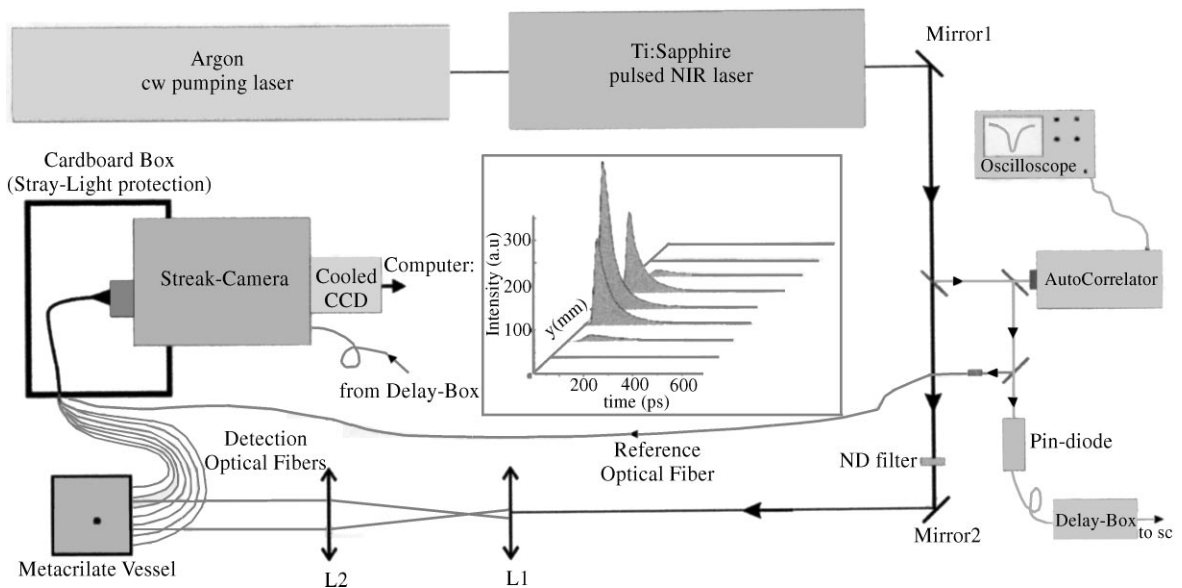 Argon
cw pumping laser
Ti:Sapphire
pulsed NIR laser
Mirror1
Oscilloscope
Cardboard Box
(Stray-Light protection)
Streak-Camera
Cooled
CCD
Computer:
from Delay-Box
Intensity (a.u)
300
200
200
100
y(mm)
200 400 600
time (ps)
AutoCorrelator
Detection
Optical Fibers
Reference
Optical Fiber
ND filter
Pin-diode
Delay-Box
to sc
Mirror2
Metacrilate Vessel
L2
L1